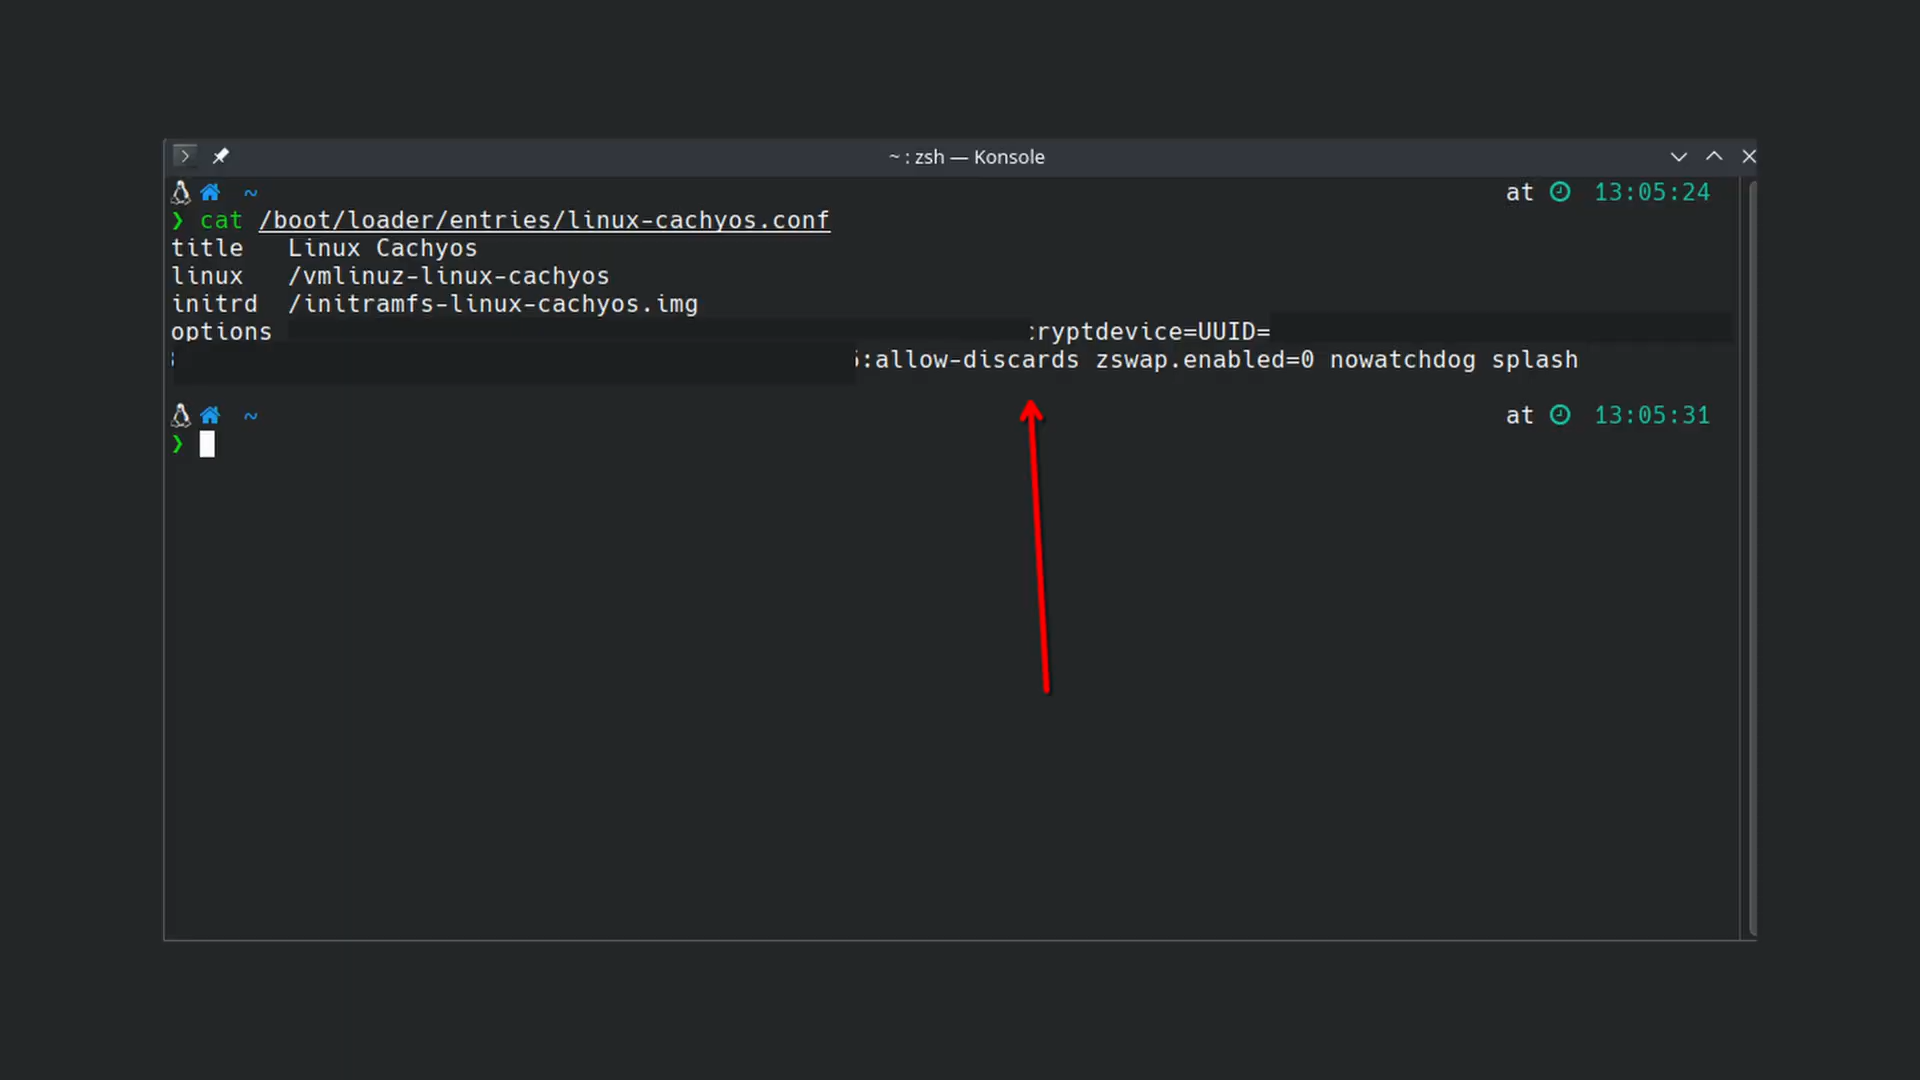 ~ : zsh — Konsole
~ at 13:05:24
❯ cat /boot/loader/entries/linux-cachyos.conf
title   Linux Cachyos
linux   /vmlinuz-linux-cachyos
initrd  /initramfs-linux-cachyos.img
options cryptdevice=UUID=
:allow-discards zswap.enabled=0 nowatchdog splash
~ at 13:05:31
❯